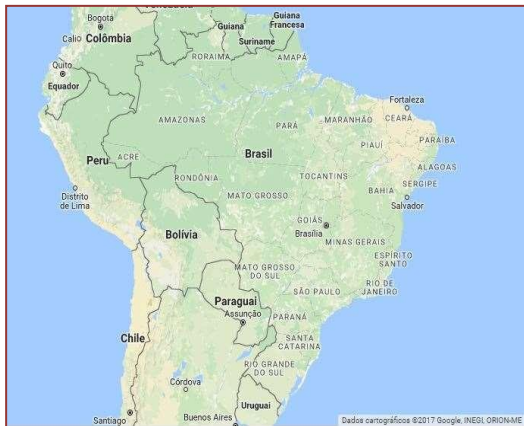 Bogotá
Calio
Colômbia
Guiana
Suriname
Guiana
Francesa
RORAIMA
AMAPÁ
Quito
Equador
Fortaleza
AMAZONAS
PARÁ
MARANHÃO
CEARÁ
PIAUÍ
PARAÍBA
Peru
ACRE
Brasil
TOCANTINS
ALAGOAS
SERGIPE
RONDÔNIA
BAHIA
Distrito
de Lima
MATO GROSSO
Salvador
GOIÁS
Brasília
Bolívia
MINAS GERAIS
ESPÍRITO
SANTO
MATO GROSSO
DO SUL
SÃO PAULO
RIO DE
JANEIRO
Paraguai
Assunção
PARANÁ
Chile
SANTA
CATARINA
RIO GRANDE
DO SUL
Córdova
Uruguai
Santiago
Buenos Aires
Dados cartográficos ©2017 Google, INEGI, ORION-ME